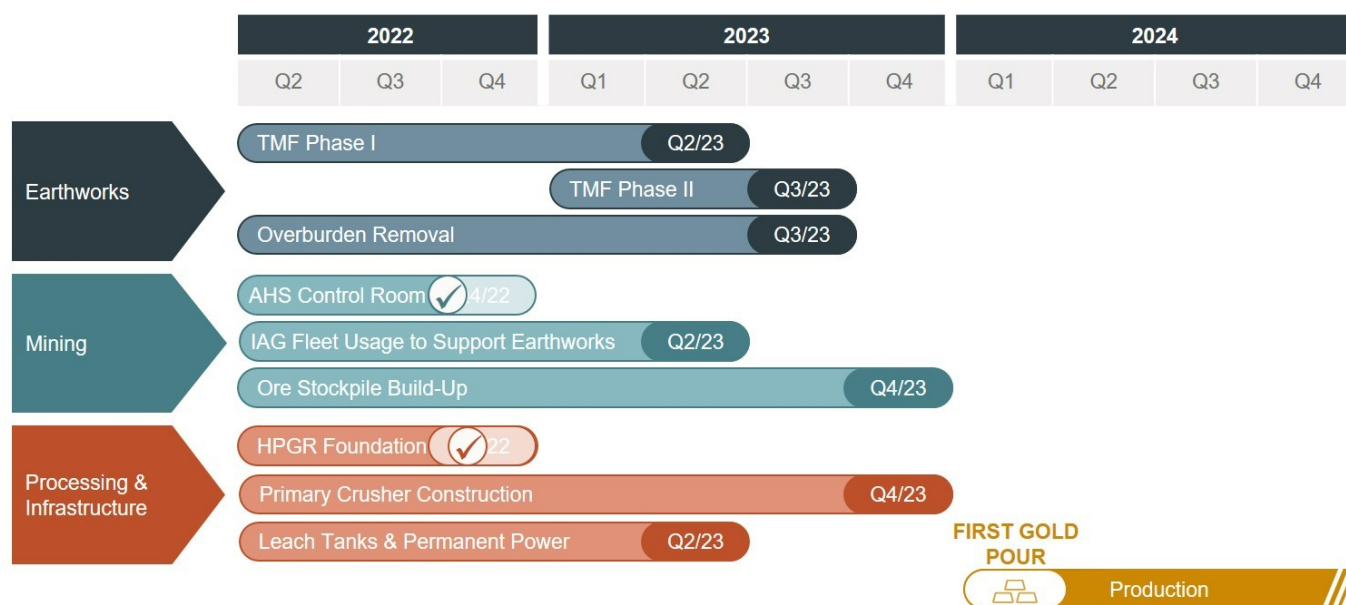 2022 2023 2024
Q2 Q3 Q4 Q1 Q2 Q3 Q4 Q1 Q2 Q3 Q4
Earthworks
TMF Phase I Q2/23
TMF Phase II Q3/23
Overburden Removal Q3/23
Mining
AHS Control Room 4/22
IAG Fleet Usage to Support Earthworks Q2/23
Ore Stockpile Build-Up Q4/23
Processing &
Infrastructure
HPGR Foundation 22
Primary Crusher Construction Q4/23
Leach Tanks & Permanent Power Q2/23
FIRST GOLD
POUR
Production